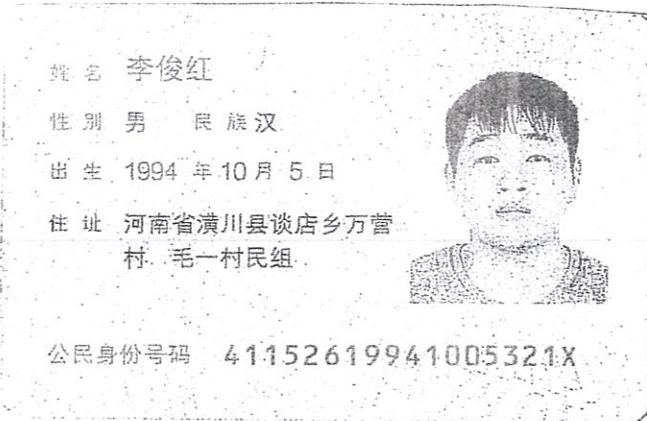 姓名 李俊红
性别 男 民族 汉
出生 1994 年 10 月 5 日
住址 河南省潢川县谈店乡万营
村 毛一村民组
公民身份号码 41152619941005321X